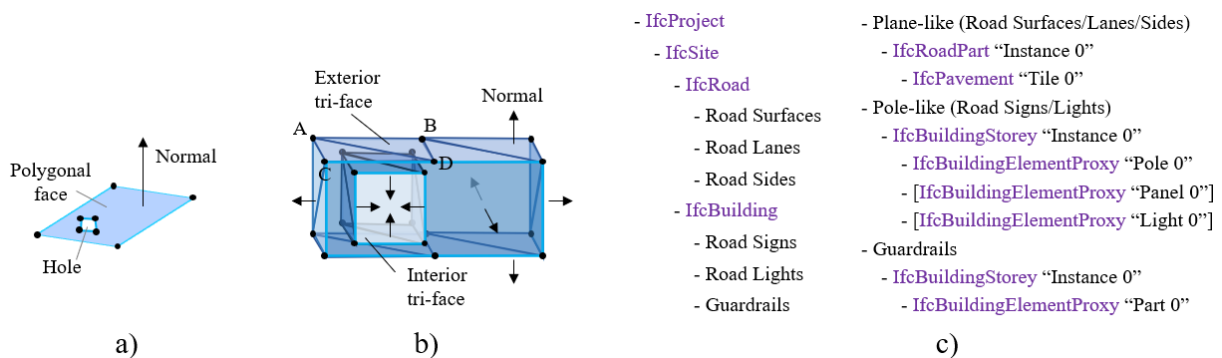 Polygonal
face
Normal
Hole
a)
Exterior
tri-face
Normal
A
B
C
D
Interior
tri-face
b)
- IfcProject
- IfcSite
- IfcRoad
- Road Surfaces
- Road Lanes
- Road Sides
- IfcBuilding
- Road Signs
- Road Lights
- Guardrails
- Plane-like (Road Surfaces/Lanes/Sides)
- IfcRoadPart “Instance 0”
- IfcPavement “Tile 0”
- Pole-like (Road Signs/Lights)
- IfcBuildingStorey “Instance 0”
- IfcBuildingElementProxy “Pole 0”
- [IfcBuildingElementProxy “Panel 0”]
- [IfcBuildingElementProxy “Light 0”]
- Guardrails
- IfcBuildingStorey “Instance 0”
- IfcBuildingElementProxy “Part 0”
c)